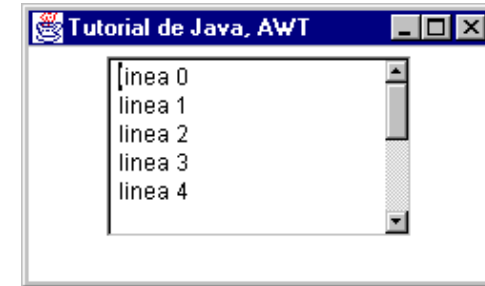 Tutorial de Java, AWT
linea 0
linea 1
linea 2
linea 3
linea 4